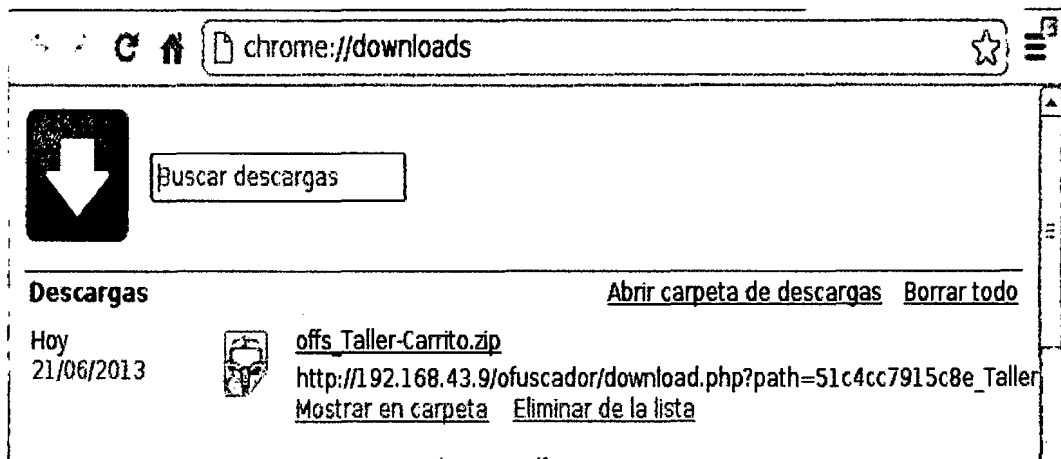 chrome://downloads
Buscar descargas
Descargas
Abrir carpeta de descargas Borrar todo
Hoy
21/06/2013
offs_Taller-Carrito.zip
http://192.168.43.9/ofuscador/download.php?path=51c4cc7915c8e_Taller
Mostrar en carpeta Eliminar de la lista